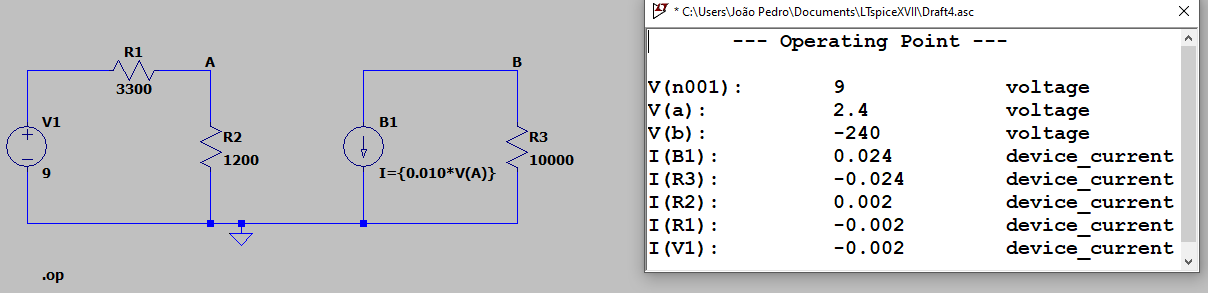 R1
3300
A
V1
9
R2
1200
.op
B
B1
I={0.010*V(A)}
R3
10000
* C:\Users\João Pedro\Documents\LTspiceXVII\Draft4.asc
--- Operating Point ---
V(n001): 9 voltage
V(a): 2.4 voltage
V(b): -240 voltage
I(B1): 0.024 device_current
I(R3): -0.024 device_current
I(R2): 0.002 device_current
I(R1): -0.002 device_current
I(V1): -0.002 device_current